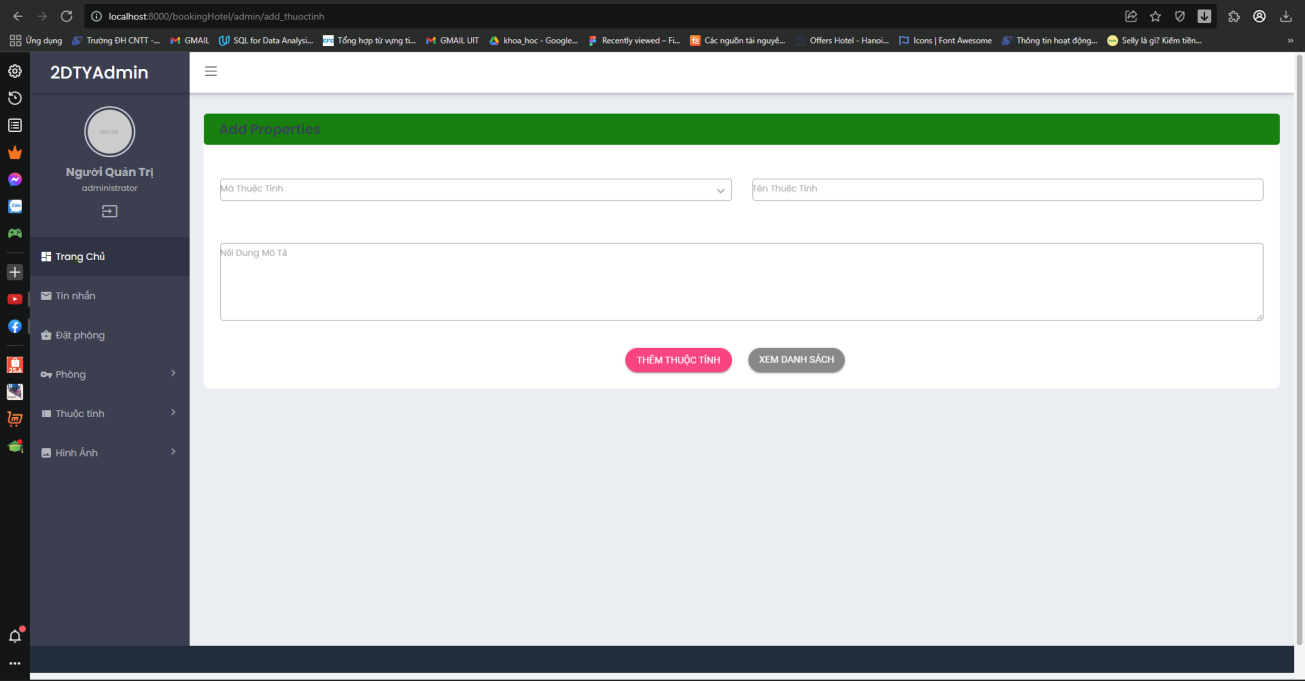 localhost:8000/bookingHotel/admin/add_thuoctinh
Ứng dụng
Trường ĐH CNTT -...
GMAIL
SQL for Data Analysi...
Tổng hợp từ vựng ti...
GMAIL UIT
khoa_hoc - Google...
Recently viewed – Fi...
Các nguồn tài nguyê...
Offers Hotel - Hanoi...
Icons | Font Awesome
Thông tin hoạt động...
Selly là gì? Kiếm tiền...
»
2DTYAdmin
Người Quản Trị
administrator
Trang Chủ
Tin nhắn
Đặt phòng
Phòng
Thuộc tính
Hình Ảnh
Add Properties
Mã Thuộc Tính
Tên Thuộc Tính
Nội Dung Mô Tả
THÊM THUỘC TÍNH
XEM DANH SÁCH